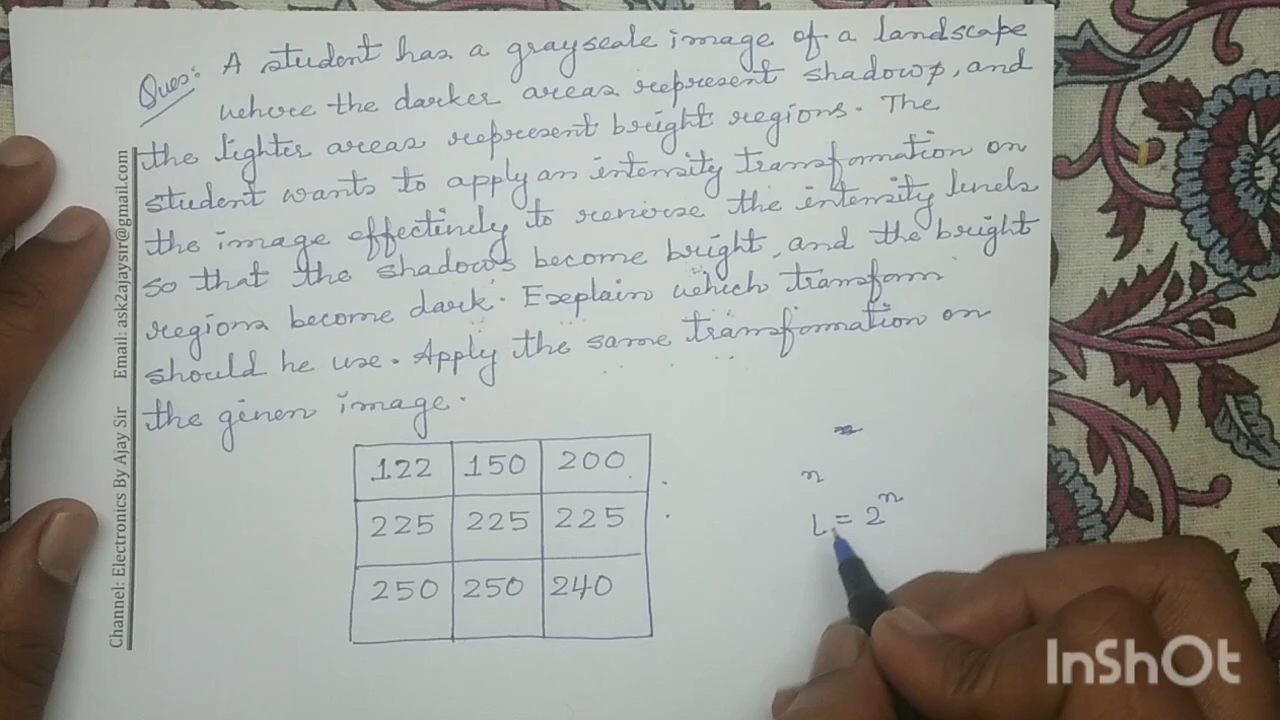 Ques: A student has a grayscale image of a landscape
where the darker areas represent shadows, and
the lighter areas represent bright regions. The
student wants to apply an intensity transformation on
the image effectively to reverse the intensity levels
so that the shadows become bright, and the bright
regions become dark. Explain which transform
should he use. Apply the same transformation on
the given image.
122 150 200
225 225 225
250 250 240
n
L = 2^n
Channel: Electronics By Ajay Sir Email: ask2ajaysir@gmail.com
InShOt